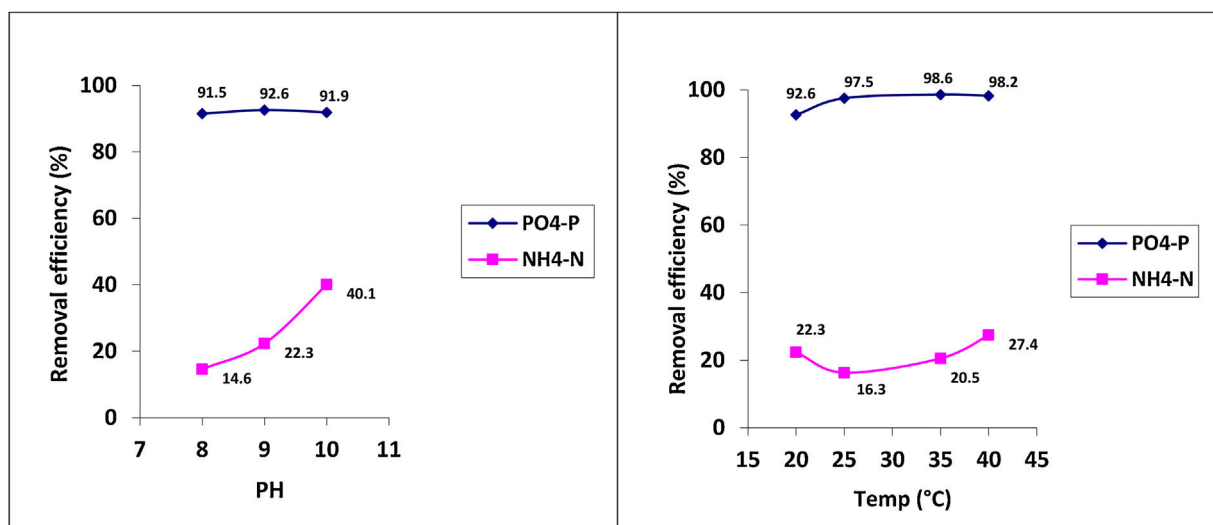 Removal efficiency (%)
100
80
60
40
20
0
91.5 92.6 91.9
14.6
22.3
40.1
7 8 9 10 11
PH
PO4-P
NH4-N
Removal efficiency (%)
100
80
60
40
20
0
92.6 97.5 98.6 98.2
22.3
16.3
20.5
27.4
15 20 25 35 40 45
Temp (°C)
PO4-P
NH4-N